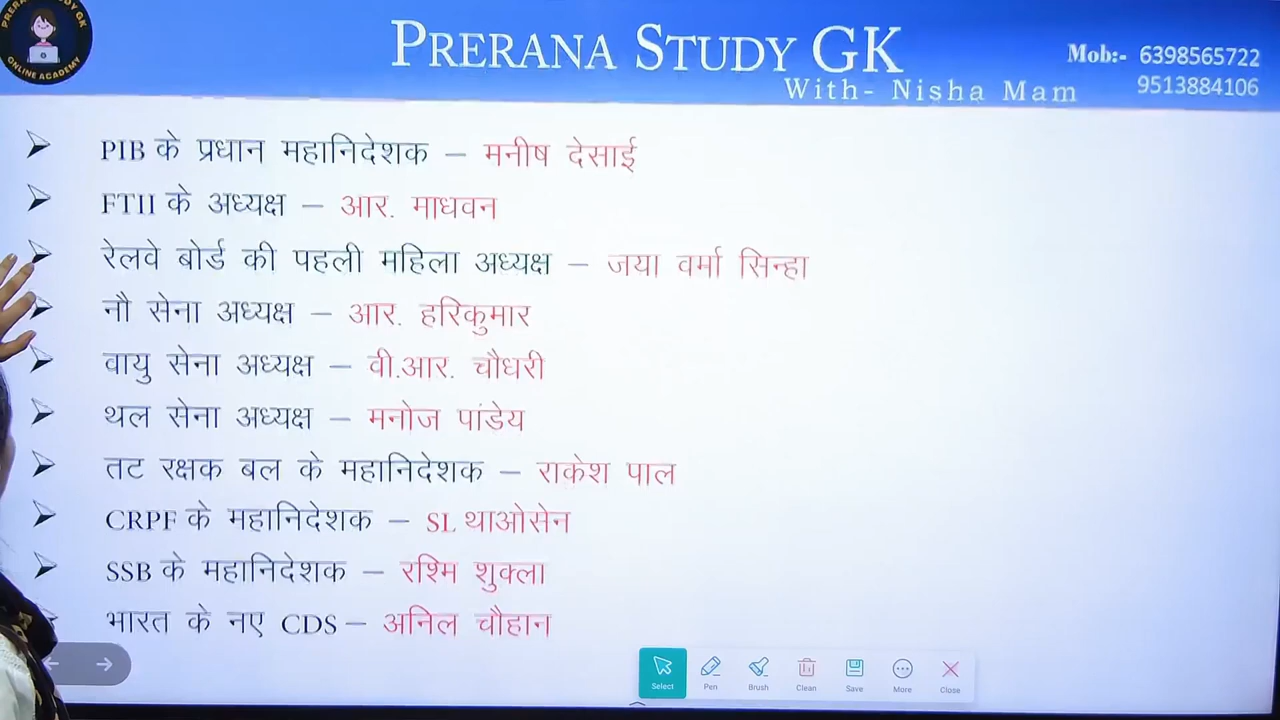 PRERANA STUDY GK
ONLINE ACADEMY
With- Nisha Mam
Mob:- 6398565722
9513884106
PIB के प्रधान महानिदेशक – मनीष देसाई
FTII के अध्यक्ष – आर. माधवन
रेलवे बोर्ड की पहली महिला अध्यक्ष – जया वर्मा सिन्हा
नौ सेना अध्यक्ष – आर. हरिकुमार
वायु सेना अध्यक्ष – वी.आर. चौधरी
थल सेना अध्यक्ष – मनोज पांडेय
तट रक्षक बल के महानिदेशक – राकेश पाल
CRPF के महानिदेशक – SL थाओसेन
SSB के महानिदेशक – रश्मि शुक्ला
भारत के नए CDS – अनिल चौहान
Select Pen Brush Clean Save More Close